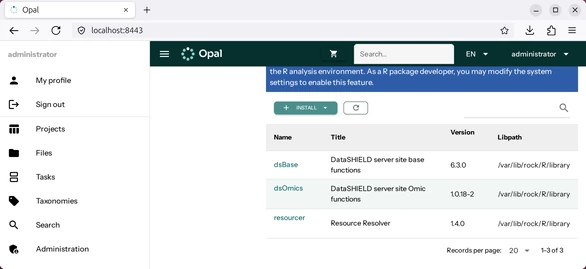 Opal
localhost:8443
administrator
Opal
Search...
EN
administrator
My profile
Sign out
Projects
Files
Tasks
Taxonomies
Search
Administration
the R analysis environment. As a R package developer, you may modify the system
settings to enable this feature.
INSTALL
Name Title Version Libpath
dsBase DataSHIELD server site base functions 6.3.0 /var/lib/rock/R/library
dsOmics DataSHIELD server site Omic functions 1.0.18-2 /var/lib/rock/R/library
resourcer Resource Resolver 1.4.0 /var/lib/rock/R/library
Records per page: 20 1-3 of 3